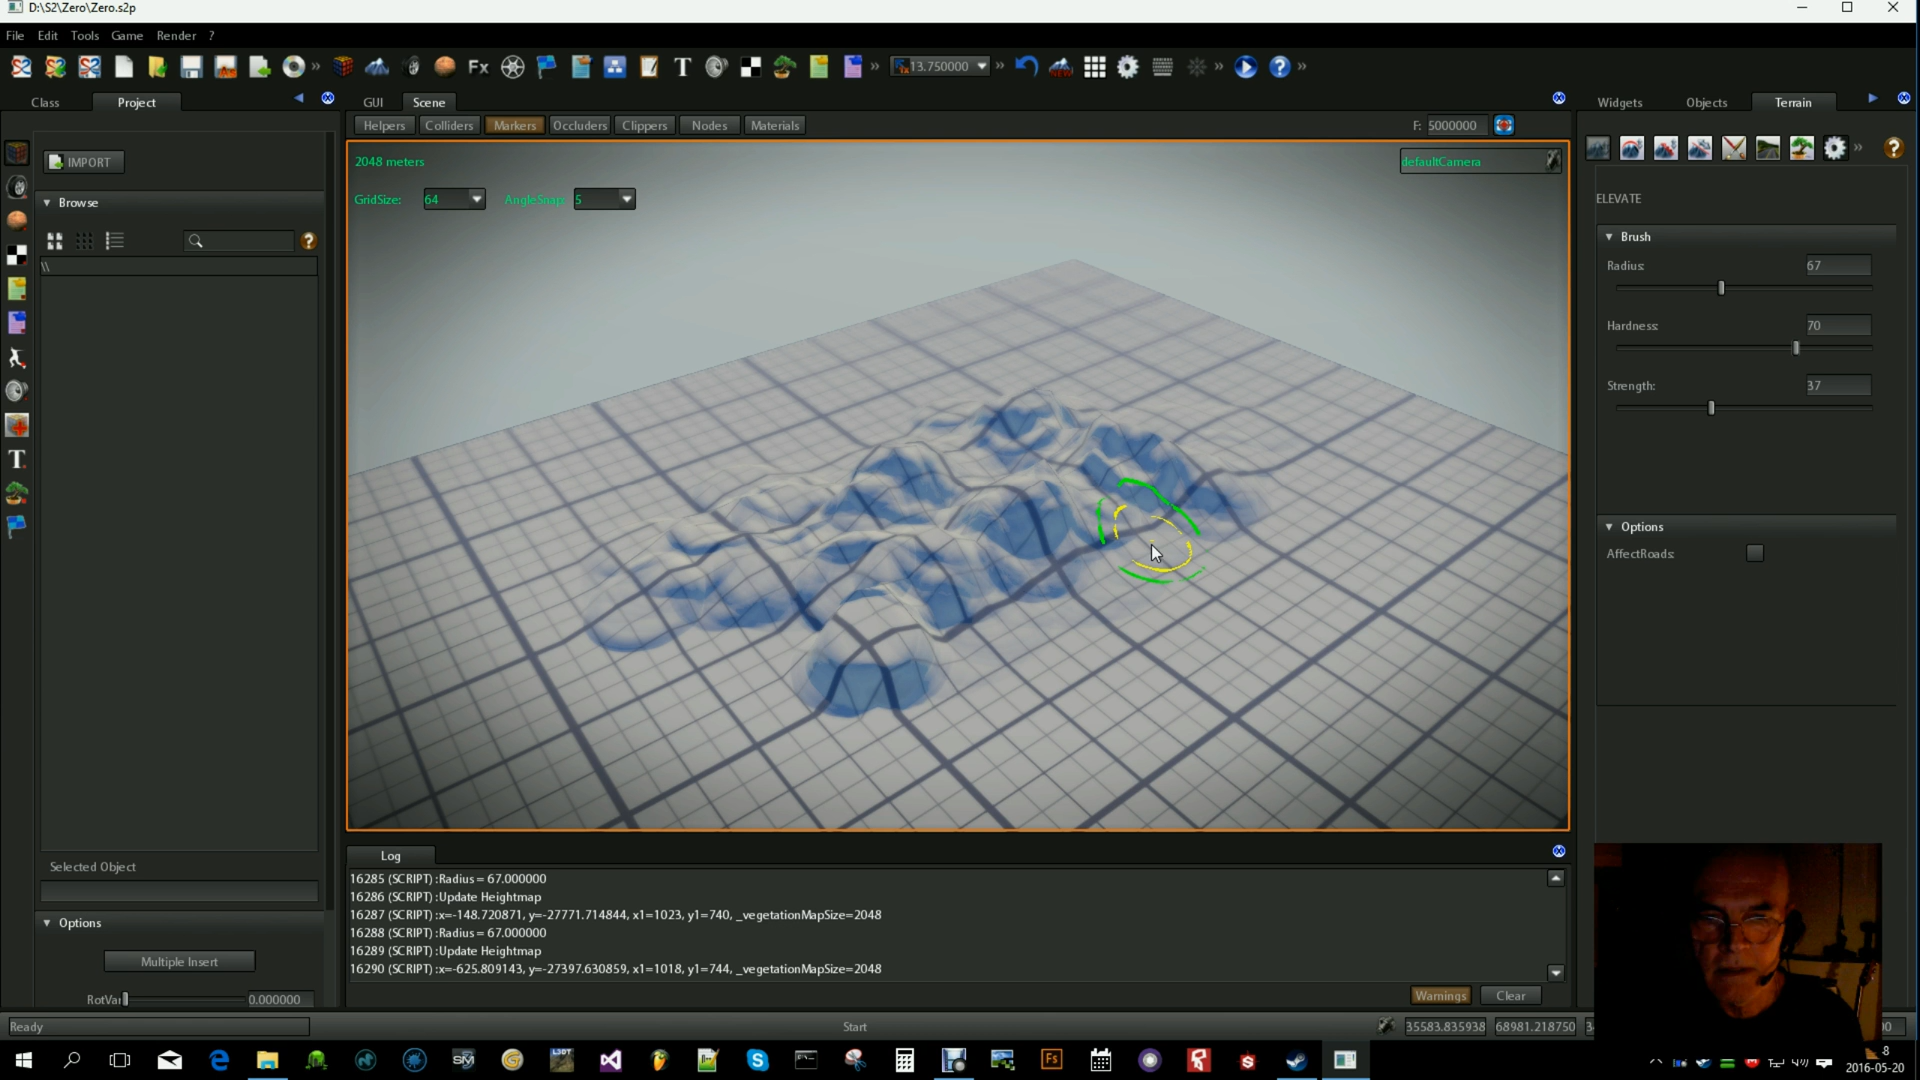 D:\S2\Zero\Zero.s2p
File Edit Tools Game Render ?
Fx T 13.750000
Class Project GUI Scene Widgets Objects Terrain
Helpers Colliders Markers Occluders Clippers Nodes Materials F: 5000000
IMPORT
Browse
\\
2048 meters
defaultCamera
GridSize: 64 AngleSnap: 5
ELEVATE
Brush
Radius: 67
Hardness: 70
Strength: 37
Options
AffectRoads:
Selected Object
Options
Multiple Insert
RotVar 0.000000
Log
16285 (SCRIPT) :Radius = 67.000000
16286 (SCRIPT) :Update Heightmap
16287 (SCRIPT) :x=-148.720871, y=-27771.714844, x1=1023, y1=740, _vegetationMapSize=2048
16288 (SCRIPT) :Radius = 67.000000
16289 (SCRIPT) :Update Heightmap
16290 (SCRIPT) :x=-625.809143, y=-27397.630859, x1=1018, y1=744, _vegetationMapSize=2048
Warnings Clear
Ready Start 35583.835938 68981.218750
2016-05-20